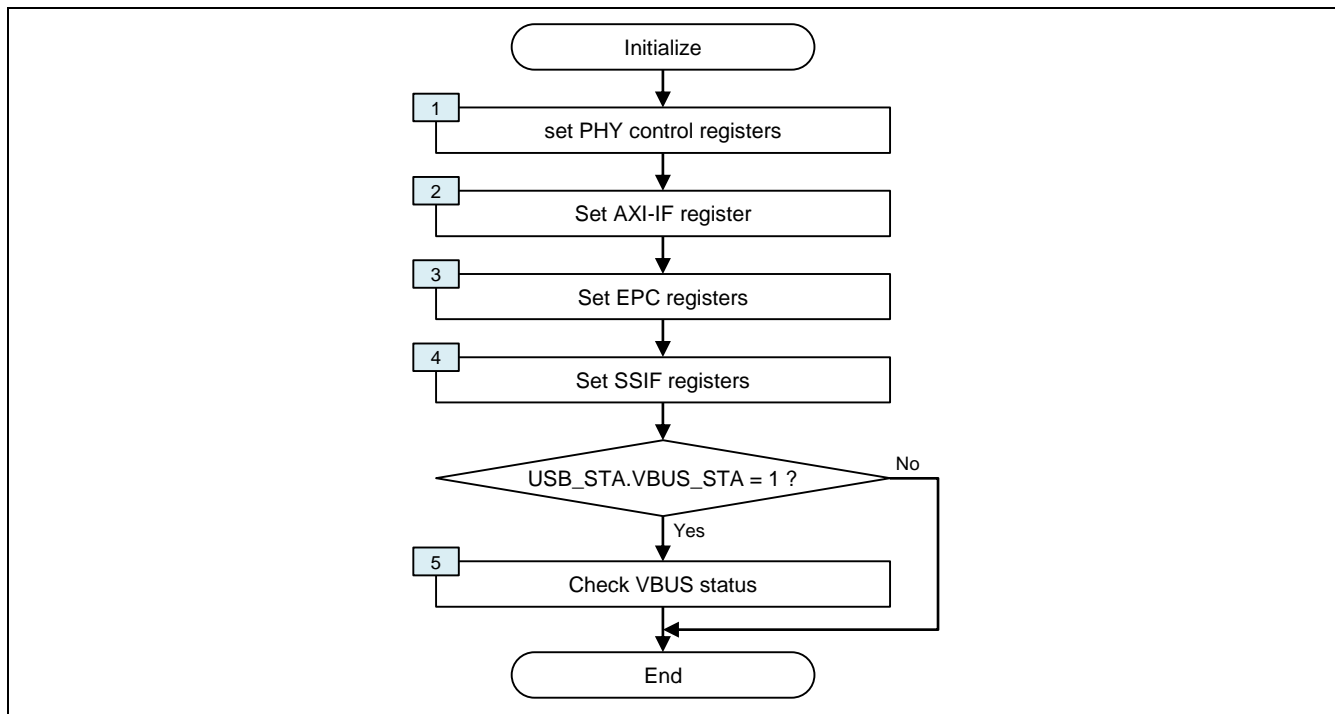 Initialize
1
set PHY control registers
2
Set AXI-IF register
3
Set EPC registers
4
Set SSIF registers
USB_STA.VBUS_STA = 1 ?
No
Yes
5
Check VBUS status
End